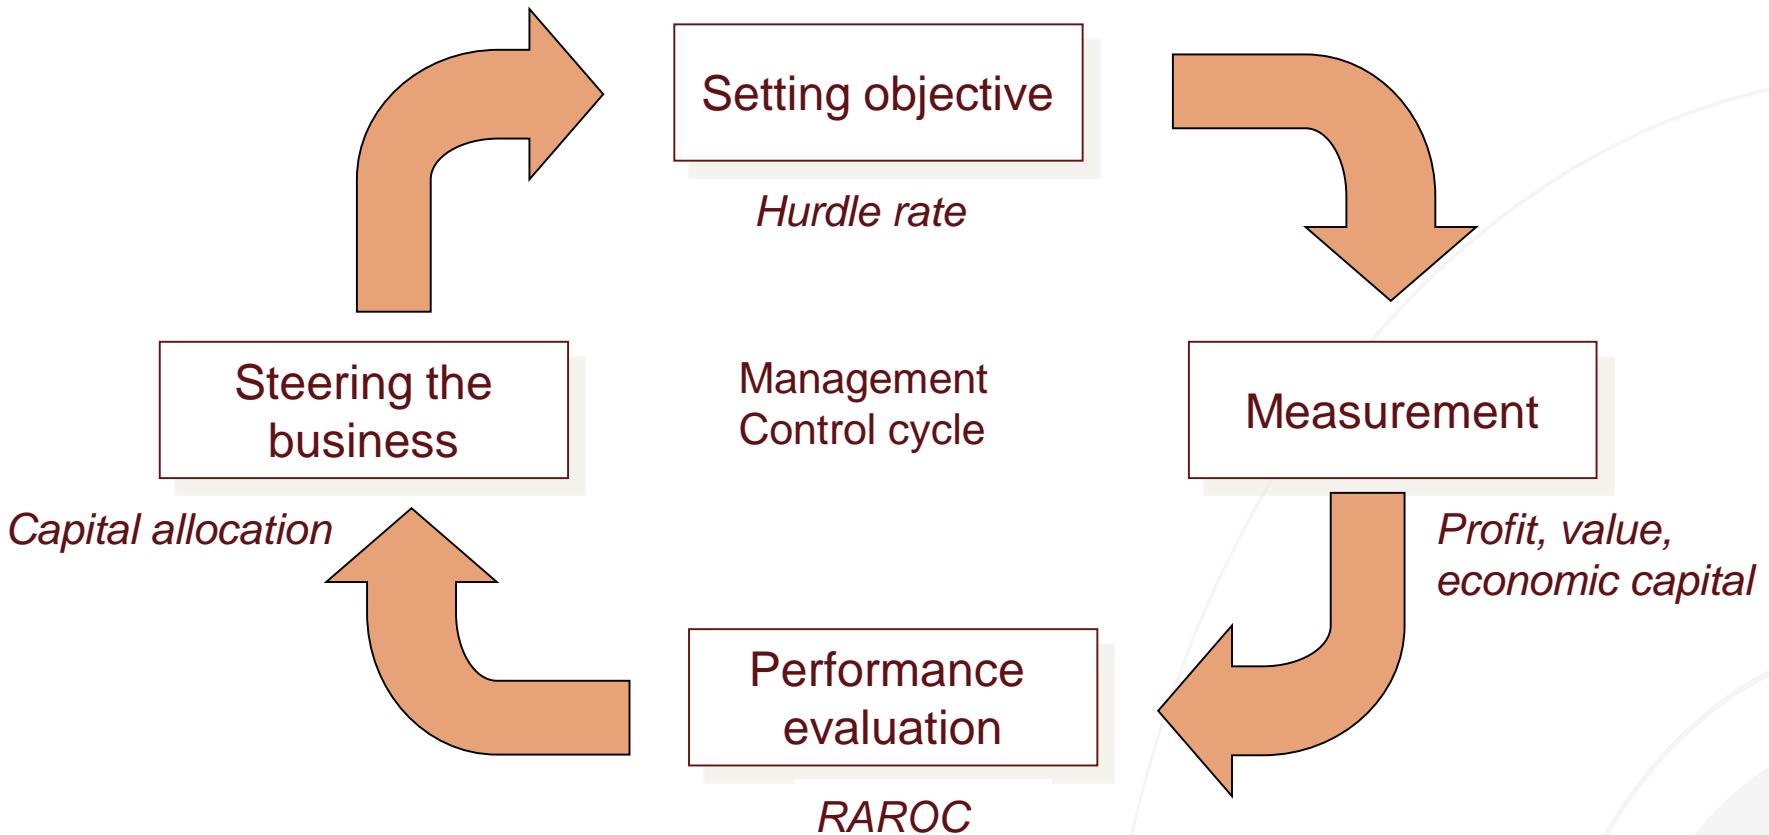 Setting objective
Hurdle rate
Steering the
business
Capital allocation
Management
Control cycle
Measurement
Profit, value,
economic capital
Performance
evaluation
RAROC